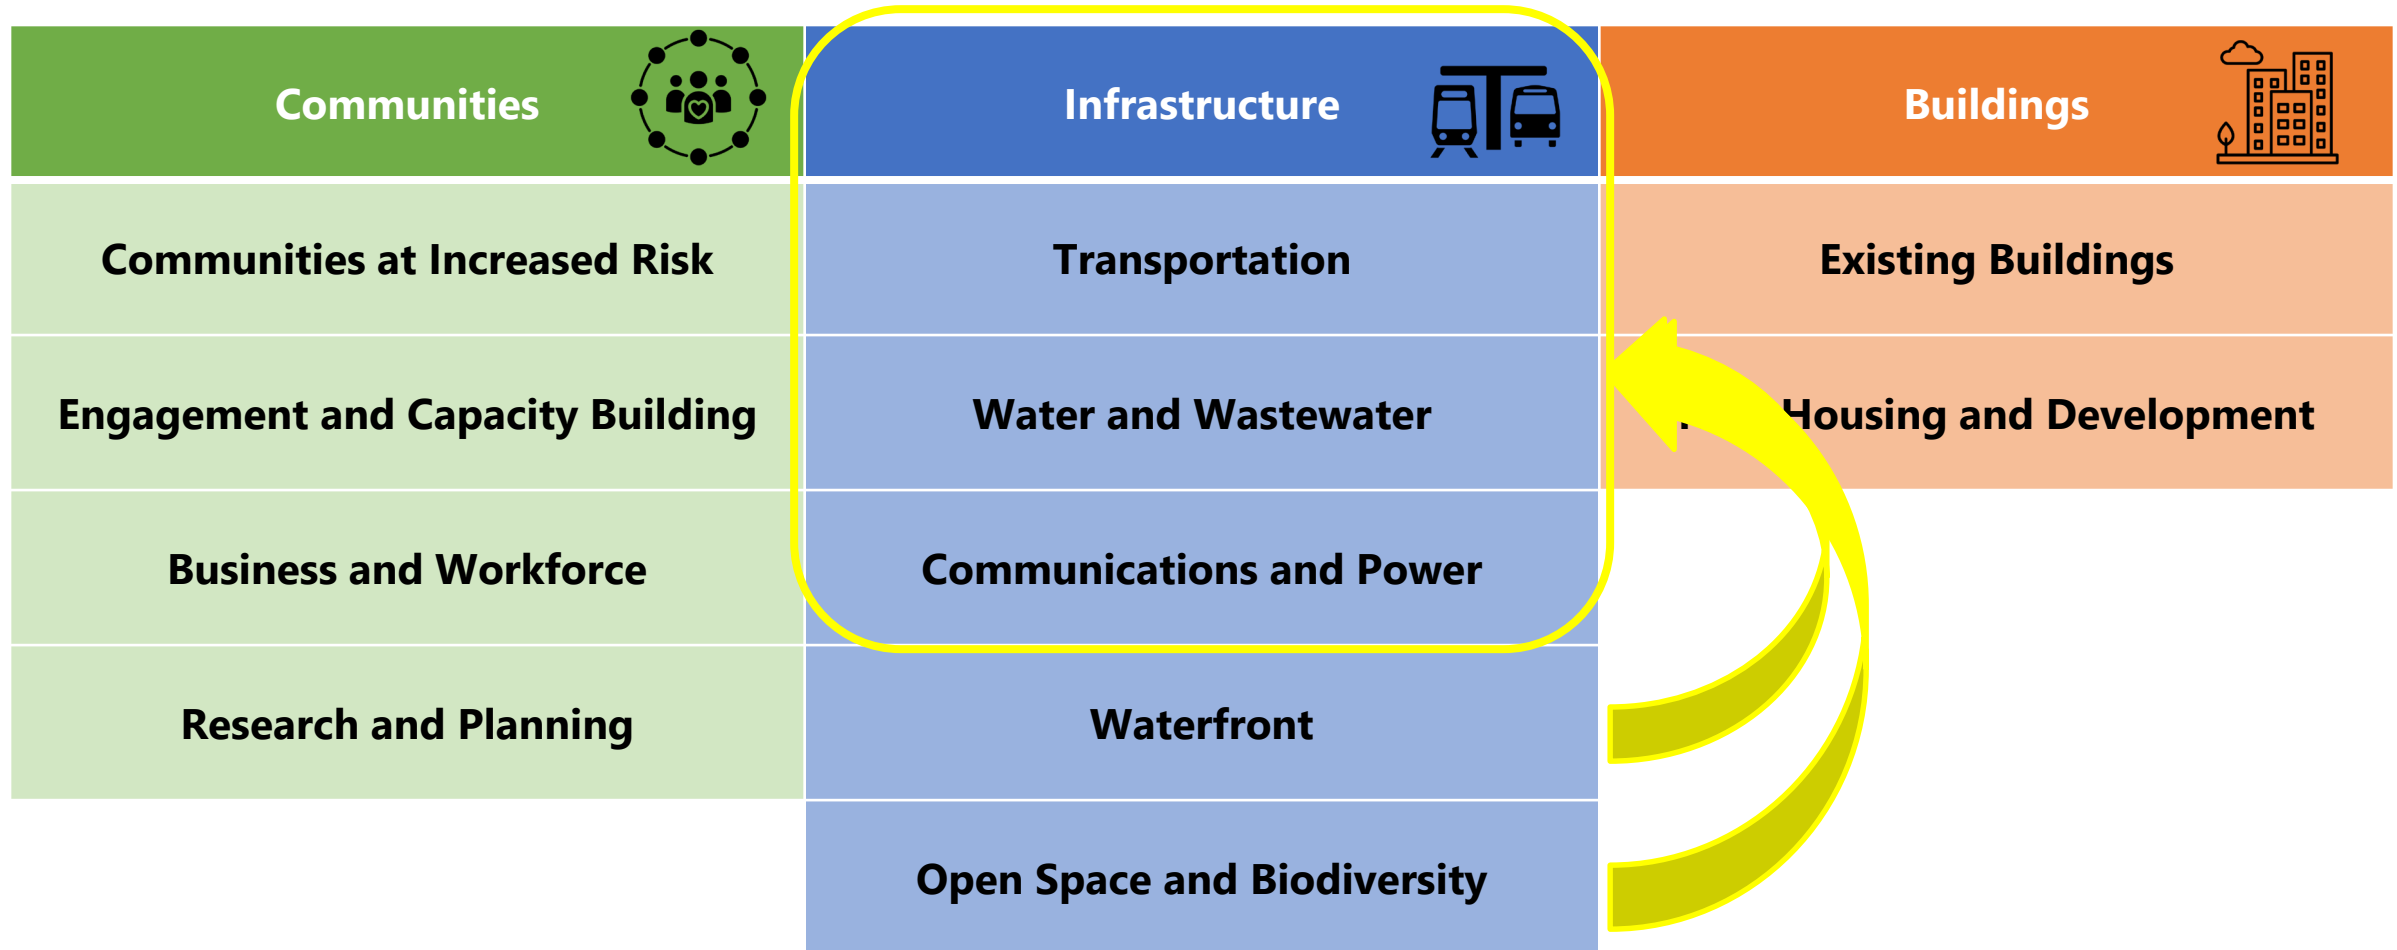 Communities
Infrastructure
Buildings
Communities at Increased Risk
Transportation
Existing Buildings
Engagement and Capacity Building
Water and Wastewater
Housing and Development
Business and Workforce
Communications and Power
Research and Planning
Waterfront
Open Space and Biodiversity